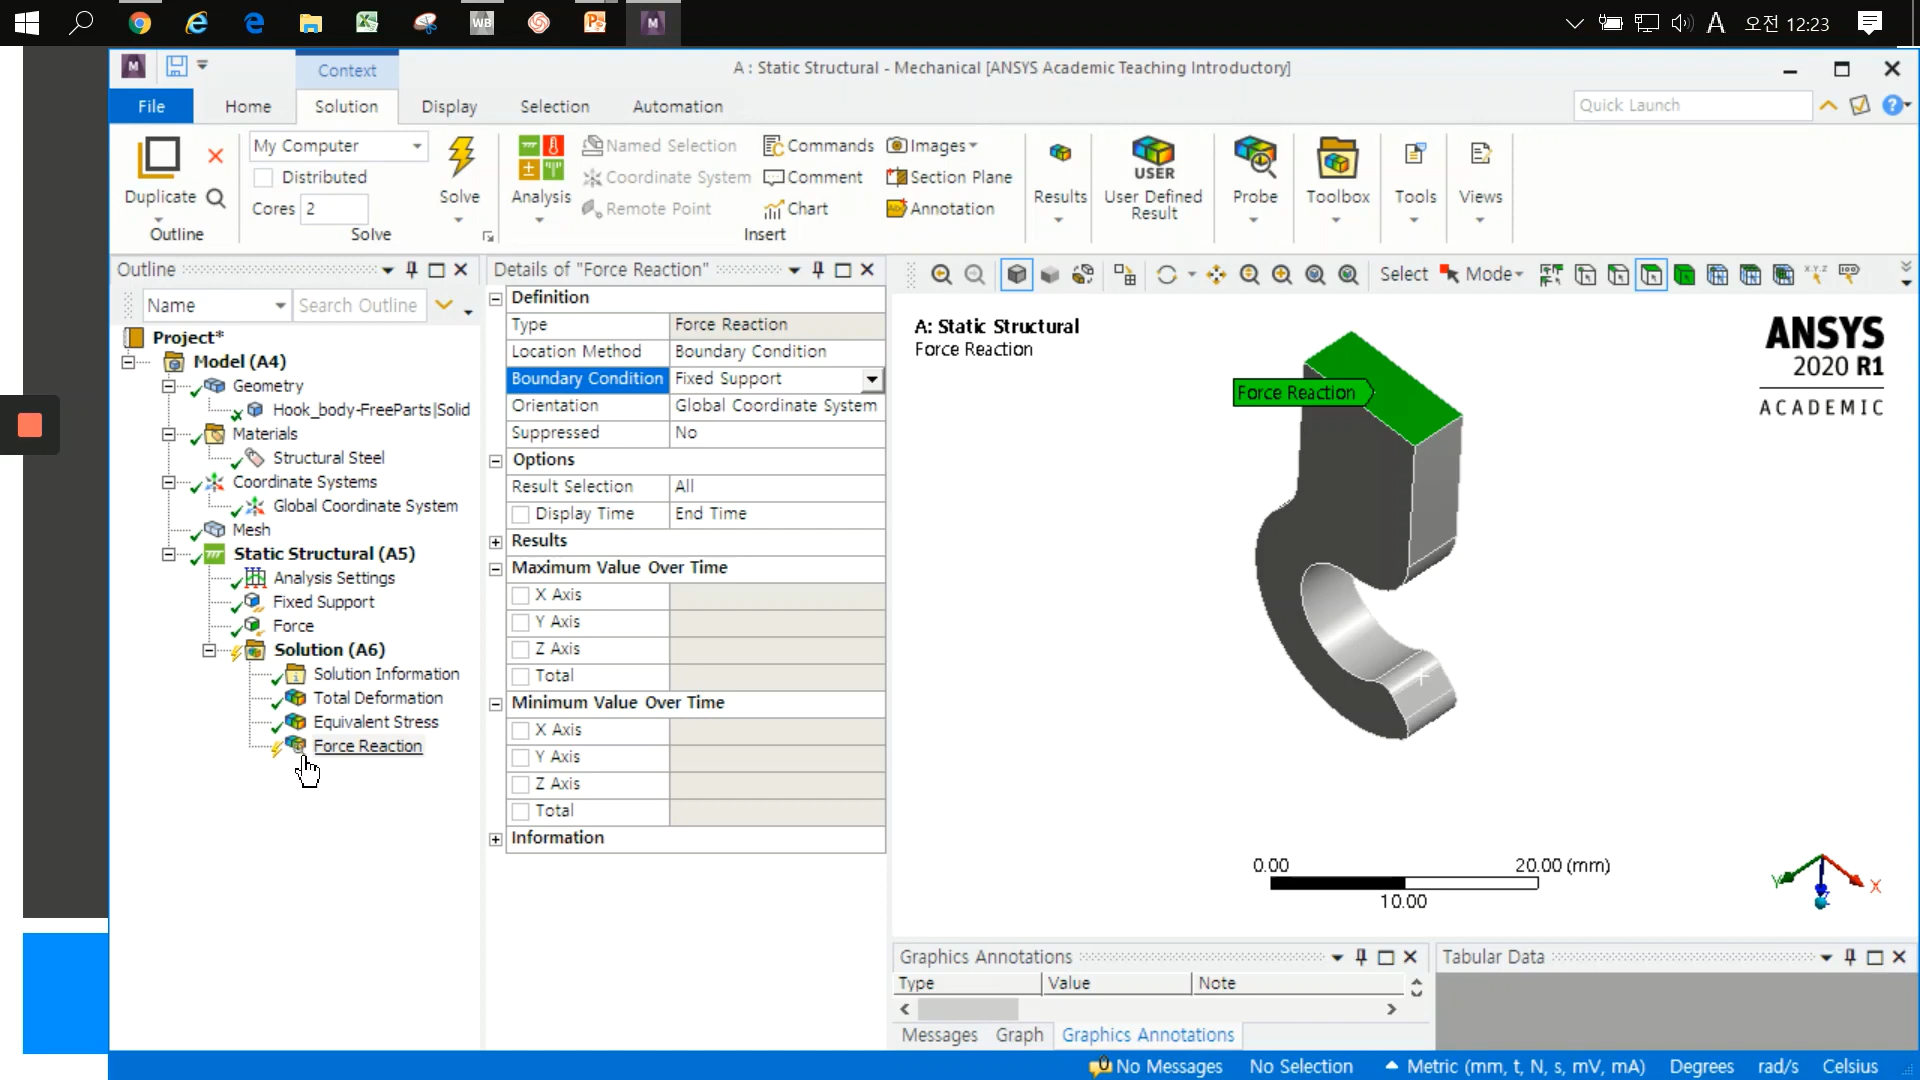 WB
A 오전 12:23
Context
A : Static Structural - Mechanical [ANSYS Academic Teaching Introductory]
File Home Solution Display Selection Automation
Quick Launch
Duplicate
Outline
My Computer
Distributed
Cores 2
Solve
Solve
Analysis
Named Selection
Coordinate System
Remote Point
Commands
Comment
Chart
Images
Section Plane
Annotation
Insert
Results
USER
User Defined
Result
Probe
Toolbox
Tools
Views
Outline
Name Search Outline
Project*
Model (A4)
Geometry
Hook_body-FreeParts|Solid
Materials
Structural Steel
Coordinate Systems
Global Coordinate System
Mesh
Static Structural (A5)
Analysis Settings
Fixed Support
Force
Solution (A6)
Solution Information
Total Deformation
Equivalent Stress
Force Reaction
Details of "Force Reaction"
Definition
Type Force Reaction
Location Method Boundary Condition
Boundary Condition Fixed Support
Orientation Global Coordinate System
Suppressed No
Options
Result Selection All
Display Time End Time
Results
Maximum Value Over Time
X Axis
Y Axis
Z Axis
Total
Minimum Value Over Time
X Axis
Y Axis
Z Axis
Total
Information
Select Mode
A: Static Structural
Force Reaction
Force Reaction
ANSYS
2020 R1
ACADEMIC
0.00 20.00 (mm)
10.00
Y X
Graphics Annotations
Type Value Note
Messages Graph Graphics Annotations
Tabular Data
No Messages No Selection Metric (mm, t, N, s, mV, mA) Degrees rad/s Celsius